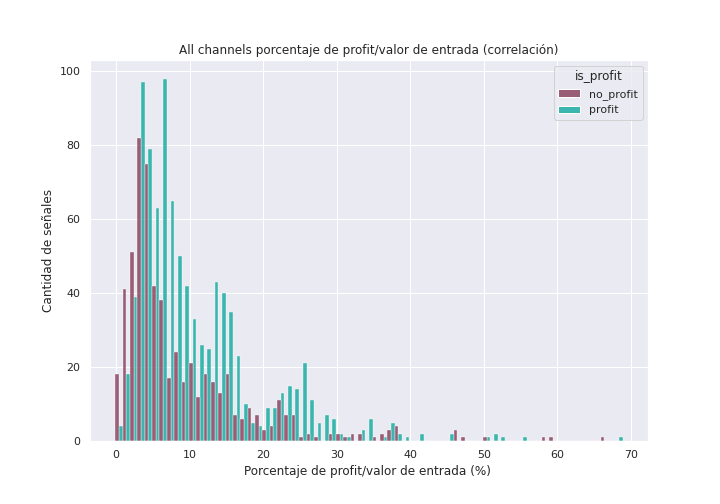 All channels porcentaje de profit/valor de entrada (correlación)
is_profit
no_profit
profit
Cantidad de señales
100
80
60
40
20
0
0 10 20 30 40 50 60 70
Porcentaje de profit/valor de entrada (%)